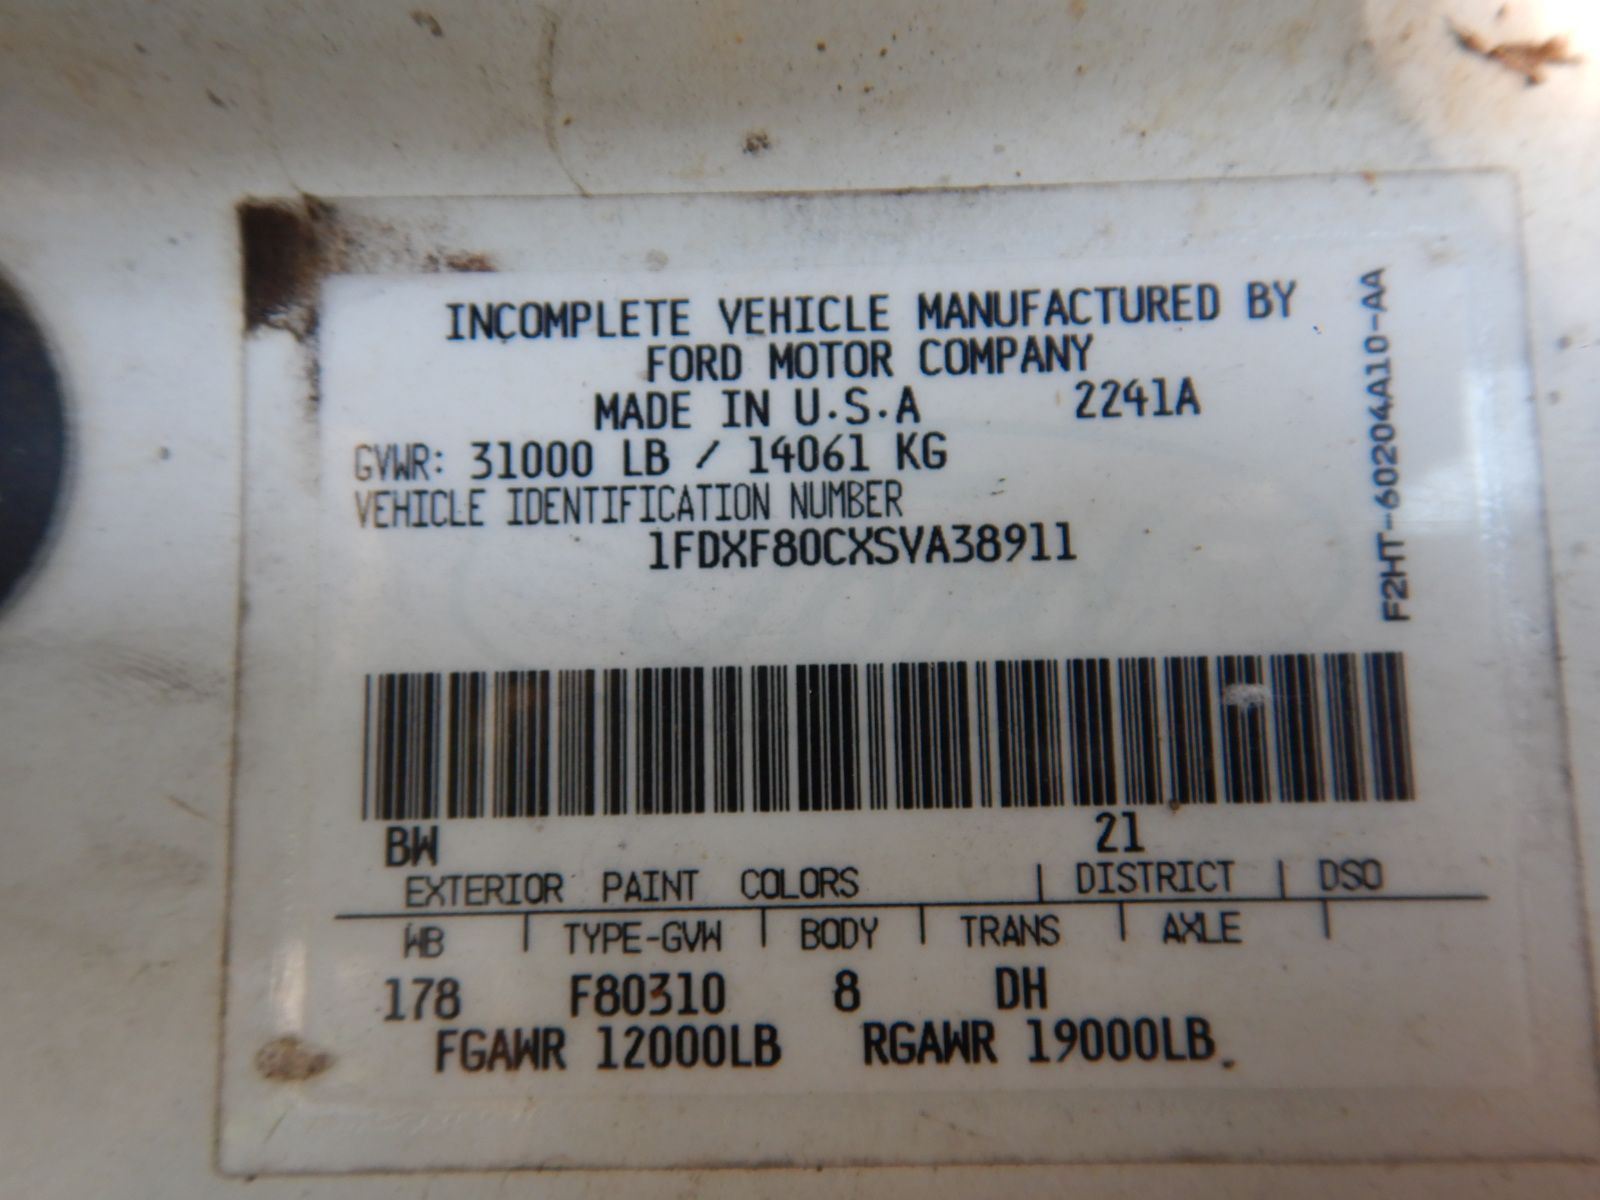 INCOMPLETE VEHICLE MANUFACTURED BY
FORD MOTOR COMPANY
MADE IN U.S.A 2241A
GVWR: 31000 LB / 14061 KG
VEHICLE IDENTIFICATION NUMBER
1FDXF80CXSVA38911
F2HT-60204A10-AA
BW 21
EXTERIOR PAINT COLORS | DISTRICT | DSO
WB | TYPE-GVW | BODY | TRANS | AXLE |
178 F80310 8 DH
FGAWR 12000LB RGAWR 19000LB